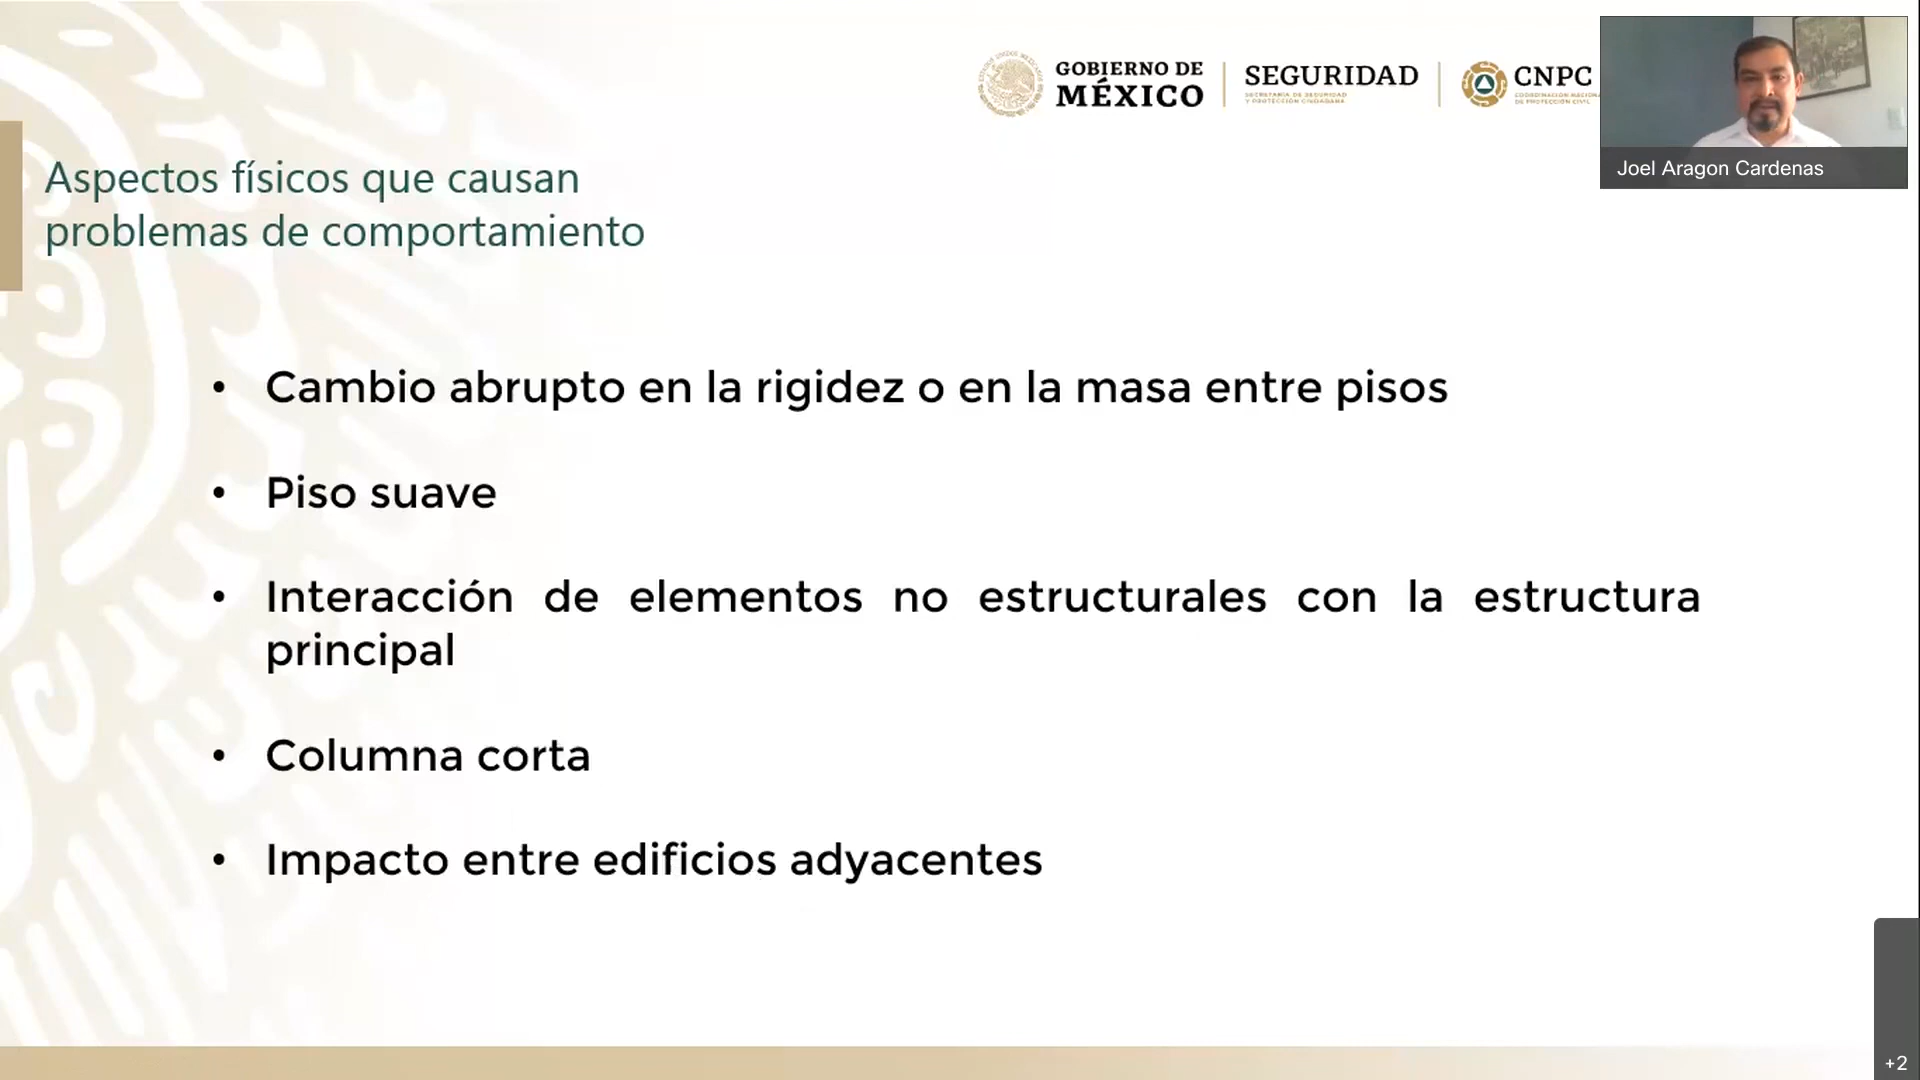 GOBIERNO DE
MÉXICO
SEGURIDAD
SECRETARÍA DE SEGURIDAD
Y PROTECCIÓN CIUDADANA
CNPC
COORDINACIÓN NACION
DE PROTECCIÓN CIVIL
Joel Aragon Cardenas
Aspectos físicos que causan
problemas de comportamiento
• Cambio abrupto en la rigidez o en la masa entre pisos
• Piso suave
• Interacción de elementos no estructurales con la estructura
principal
• Columna corta
• Impacto entre edificios adyacentes
+2